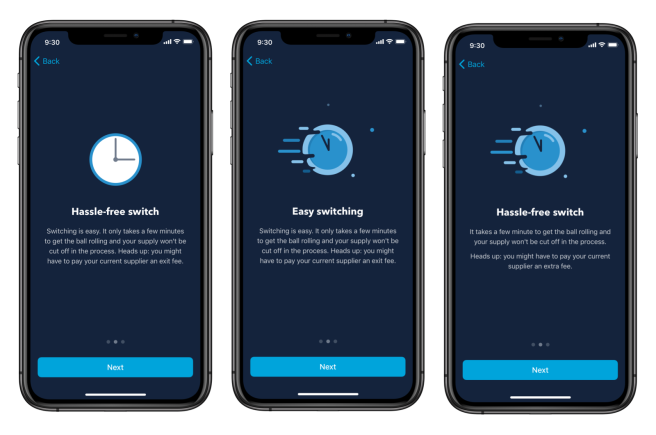 9:30
Back
Hassle-free switch
Switching is easy. It only takes a few minutes
to get the ball rolling and your supply won't be
cut off in the process. Heads up: you might
have to pay your current supplier an exit fee.
Next
9:30
Back
Easy switching
Switching is easy. It only takes a few minutes
to get the ball rolling and your supply won't be
cut off in the process. Heads up: you might
have to pay your current supplier an exit fee.
Next
9:30
Back
Hassle-free switch
It takes a few minute to get the ball rolling and
your supply won't be cut off in the process.
Heads up: you might have to pay your current
supplier an extra fee.
Next